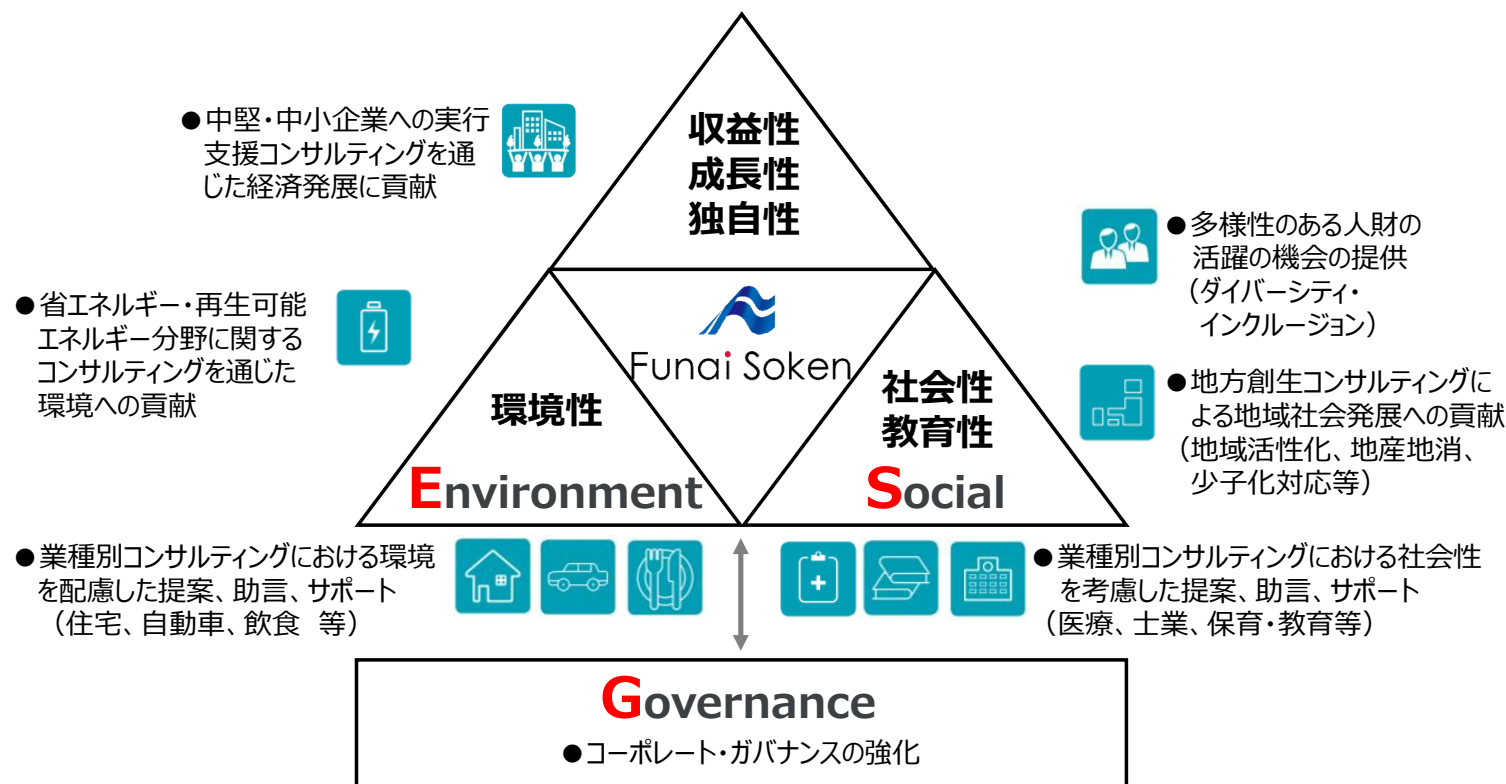 ●中堅・中小企業への実行
支援コンサルティングを通
じた経済発展に貢献
収益性
成長性
独自性
●多様性のある人財の
活躍の機会の提供
（ダイバーシティ・
インクルージョン）
●省エネルギー・再生可能
エネルギー分野に関する
コンサルティングを通じた
環境への貢献
Funai Soken
環境性
Environment
社会性
教育性
Social
●地方創生コンサルティングに
よる地域社会発展への貢献
（地域活性化、地産地消、
少子化対応等）
●業種別コンサルティングにおける環境
を配慮した提案、助言、サポート
（住宅、自動車、飲食　等）
●業種別コンサルティングにおける社会性
を考慮した提案、助言、サポート
（医療、士業、保育・教育等）
Governance
●コーポレート・ガバナンスの強化